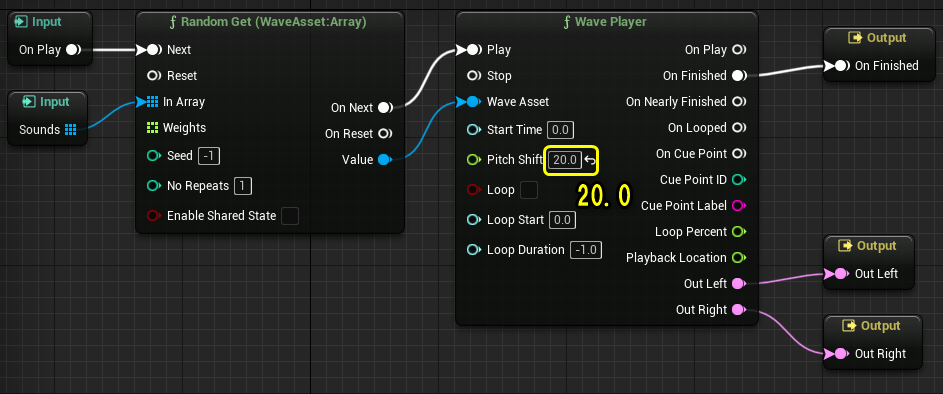 Input
On Play
Input
Sounds
ƒ Random Get (WaveAsset:Array)
Next
Reset
In Array
Weights
Seed -1
No Repeats 1
Enable Shared State
On Next
On Reset
Value
ƒ Wave Player
Play
Stop
Wave Asset
Start Time 0.0
Pitch Shift 20.0
20.0
Loop
Loop Start 0.0
Loop Duration -1.0
On Play
On Finished
On Nearly Finished
On Looped
On Cue Point
Cue Point ID
Cue Point Label
Loop Percent
Playback Location
Out Left
Out Right
Output
On Finished
Output
Out Left
Output
Out Right